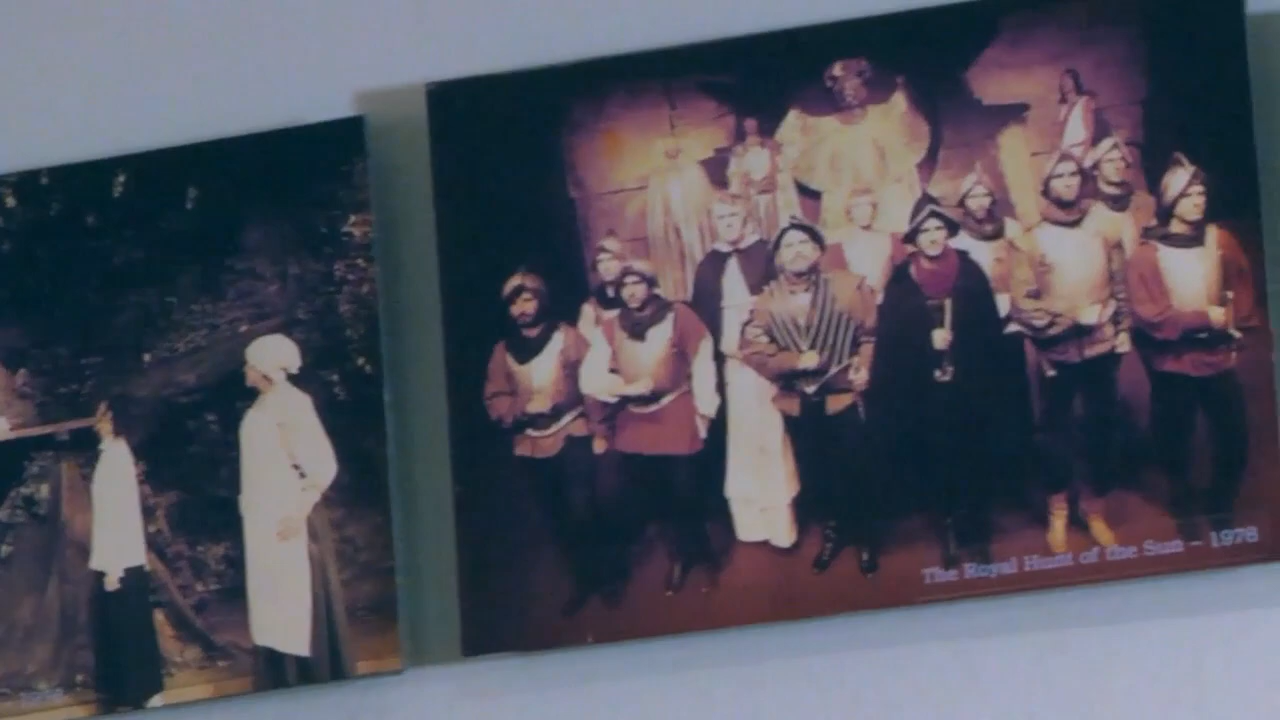 The Royal Hunt of the Sun – 1978